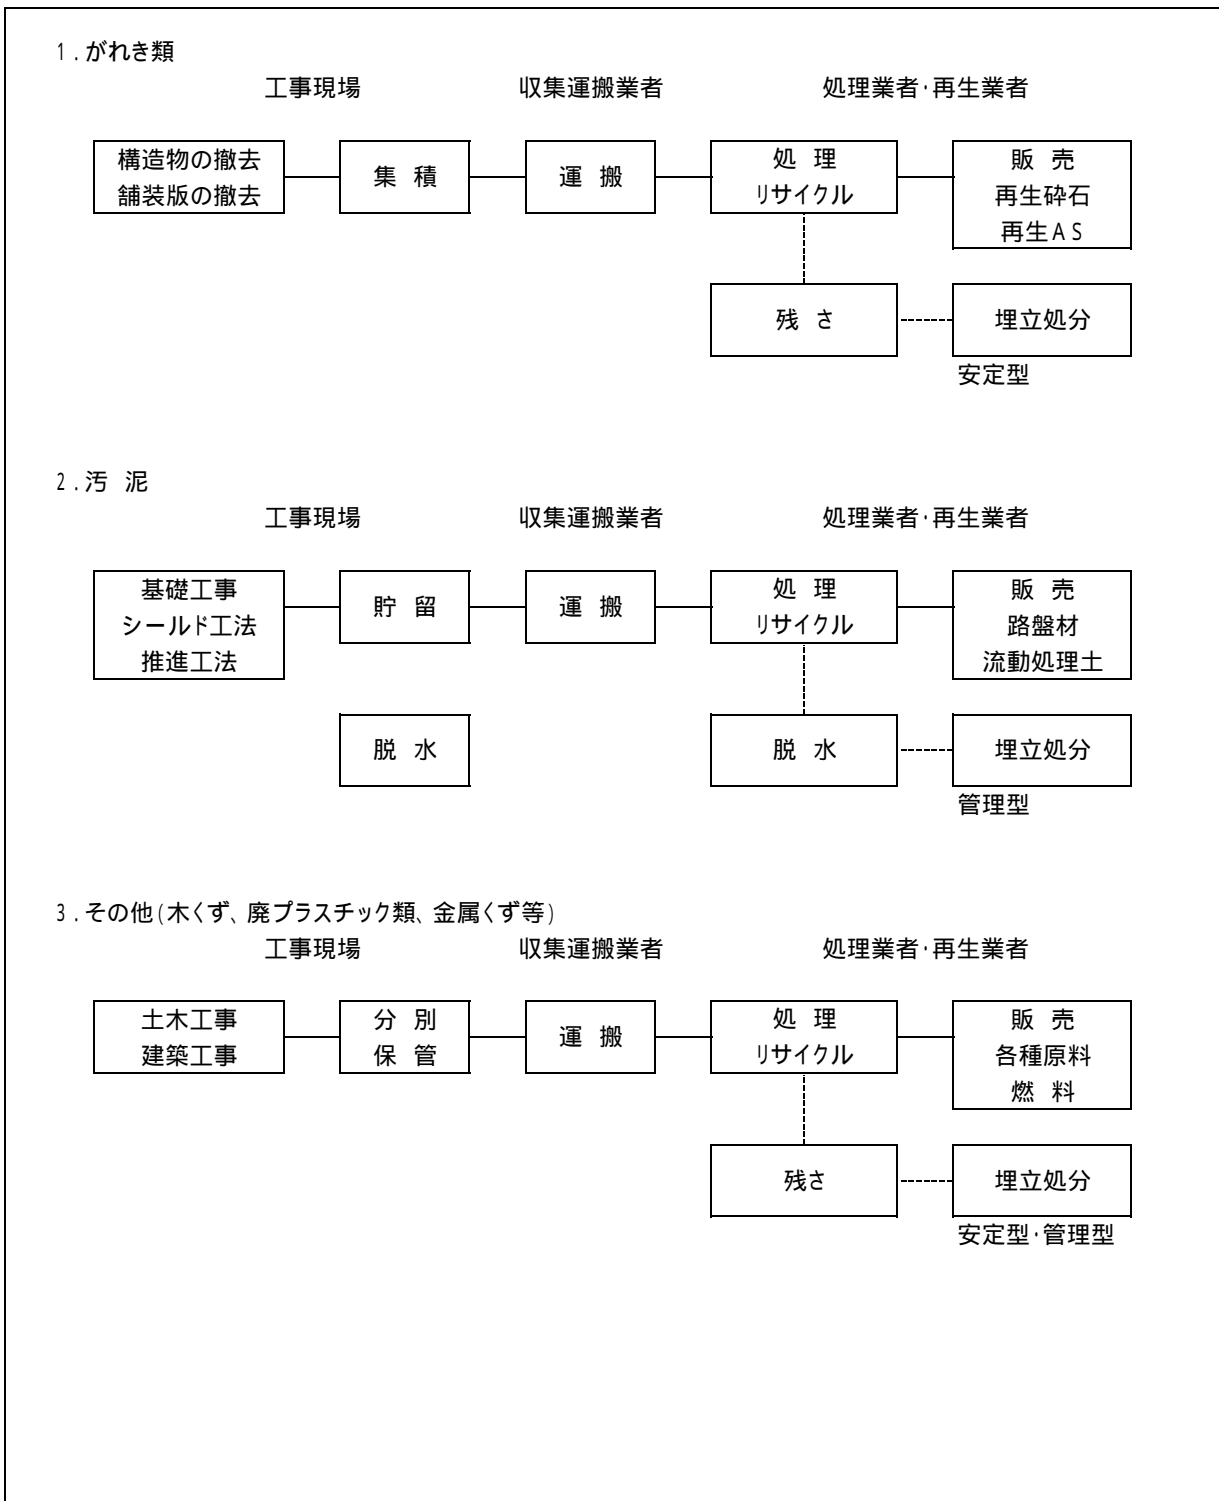 1.がれき類
工事現場 収集運搬業者 処理業者・再生業者
構造物の撤去
舗装版の撤去
集 積
運 搬
処 理
リサイクル
販 売
再生砕石
再生AS
残 さ
埋立処分
安定型
2.汚 泥
工事現場 収集運搬業者 処理業者・再生業者
基礎工事
シールド工法
推進工法
貯 留
運 搬
処 理
リサイクル
販 売
路盤材
流動処理土
脱 水
脱 水
埋立処分
管理型
3.その他(木くず、廃プラスチック類、金属くず等)
工事現場 収集運搬業者 処理業者・再生業者
土木工事
建築工事
分 別
保 管
運 搬
処 理
リサイクル
販 売
各種原料
燃 料
残さ
埋立処分
安定型・管理型